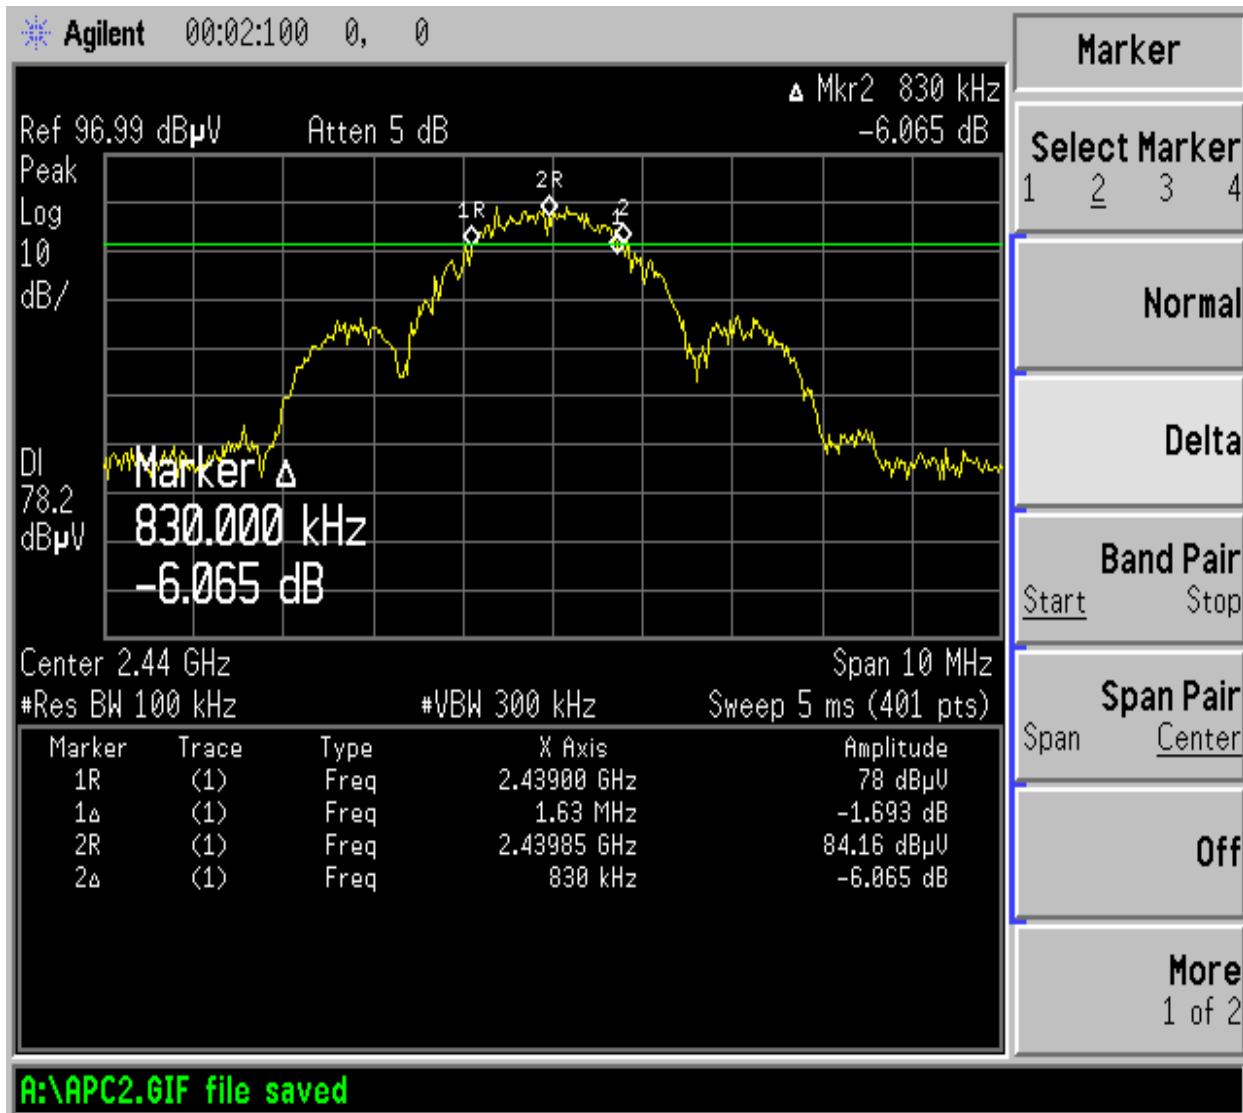 Agilent 00:02:100 0, 0
Marker
Δ Mkr2 830 kHz
Ref 96.99 dBµV Atten 5 dB -6.065 dB
Peak
Log
10
dB/
1R
2R
1
2
DI
78.2
dBµV
Marker Δ
830.000 kHz
-6.065 dB
Center 2.44 GHz Span 10 MHz
#Res BW 100 kHz #VBW 300 kHz Sweep 5 ms (401 pts)
Marker Trace Type X Axis Amplitude
1R (1) Freq 2.43900 GHz 78 dBµV
1Δ (1) Freq 1.63 MHz -1.693 dB
2R (1) Freq 2.43985 GHz 84.16 dBµV
2Δ (1) Freq 830 kHz -6.065 dB
Select Marker
1 2 3 4
Normal
Delta
Band Pair
Start Stop
Span Pair
Span Center
Off
More
1 of 2
A:\APC2.GIF file saved